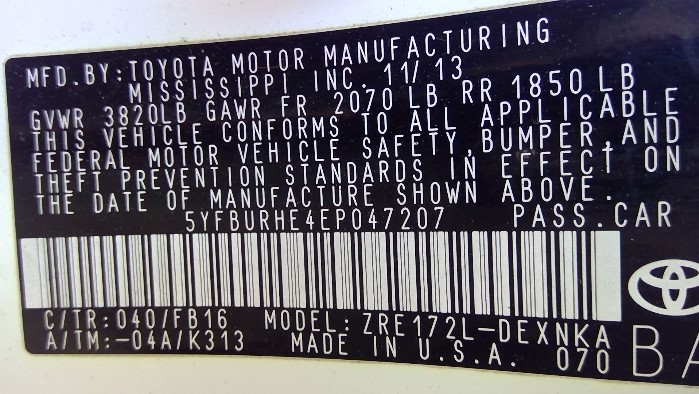 MFD.BY:TOYOTA MOTOR MANUFACTURING
MISSISSIPPI INC. 11/13
GVWR 3820LB GAWR FR 2070 LB RR 1850 LB
THIS VEHICLE CONFORMS TO ALL APPLICABLE
FEDERAL MOTOR VEHICLE SAFETY,BUMPER,AND
THEFT PREVENTION STANDARDS IN EFFECT ON
THE DATE OF MANUFACTURE SHOWN ABOVE.
5YFBURHE4EP047207 PASS.CAR
C/TR:040/FB16 MODEL:ZRE172L-DEXNKA
A/TM:-04A/K313 MADE IN U.S.A. 070 BA